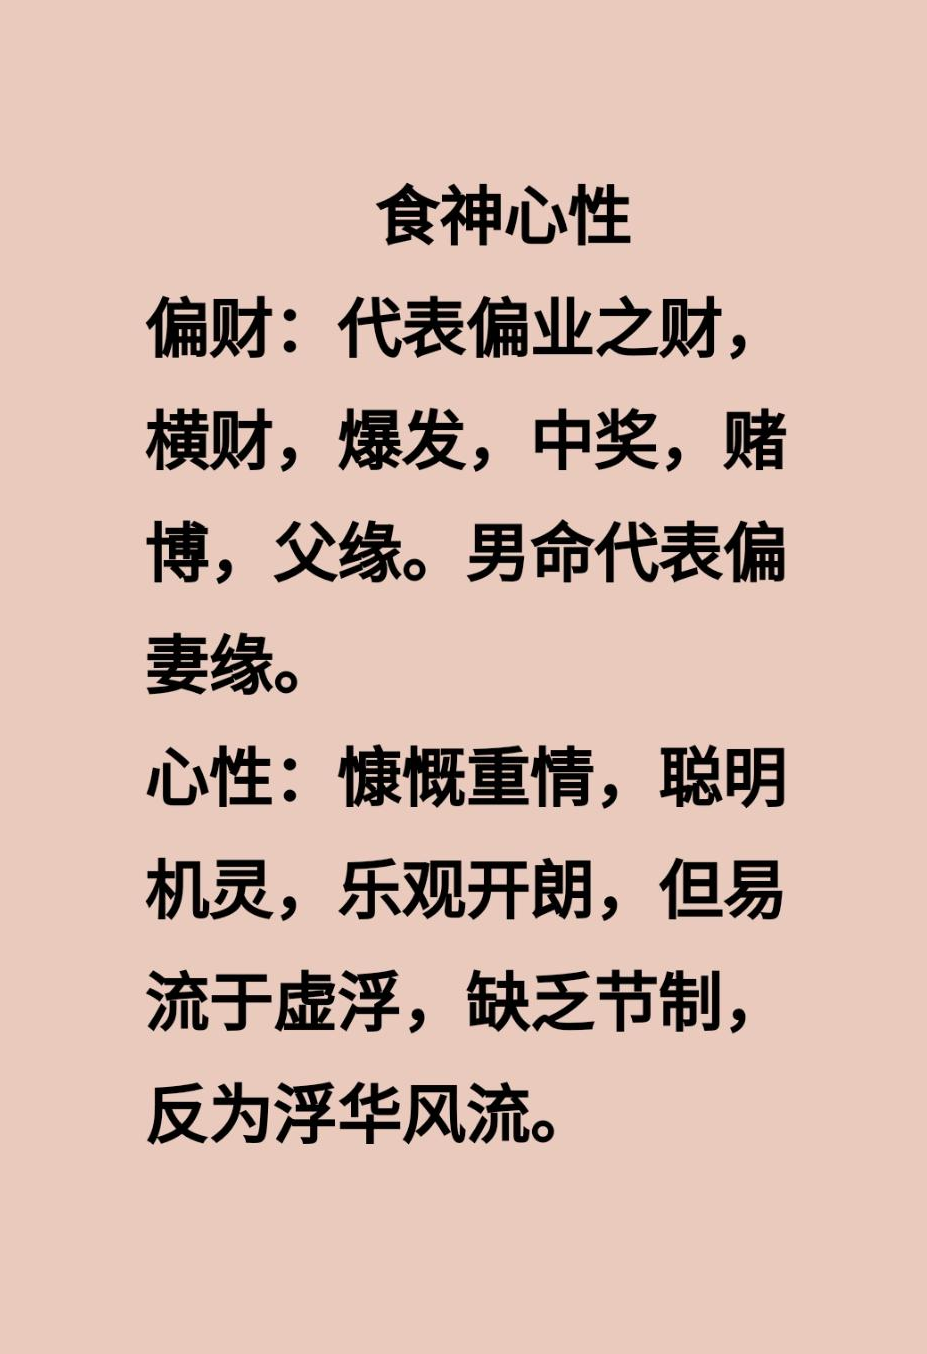 食神心性
偏财：代表偏业之财，
横财，爆发，中奖，赌
博，父缘。男命代表偏
妻缘。
心性：慷慨重情，聪明
机灵，乐观开朗，但易
流于虚浮，缺乏节制，
反为浮华风流。